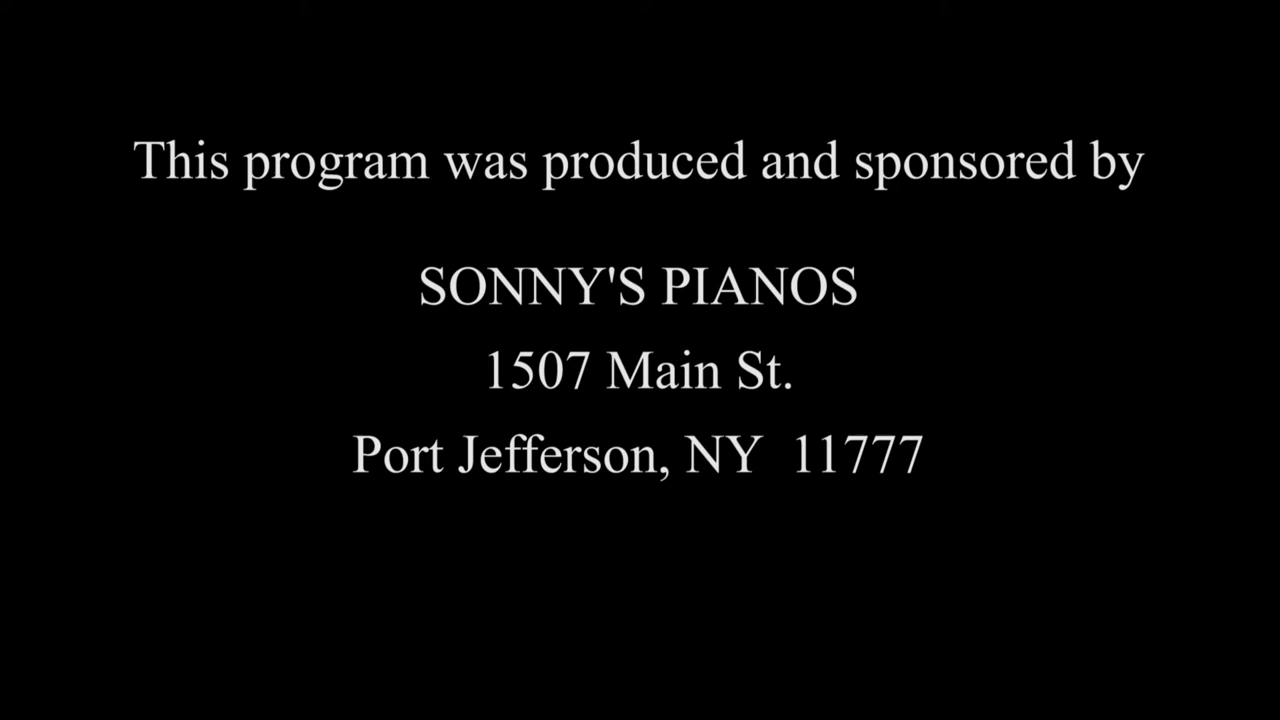 This program was produced and sponsored by
SONNY'S PIANOS
1507 Main St.
Port Jefferson, NY  11777